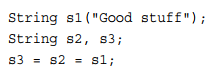 String s1("Good stuff");
String s2, s3;
s3 = s2 = s1;